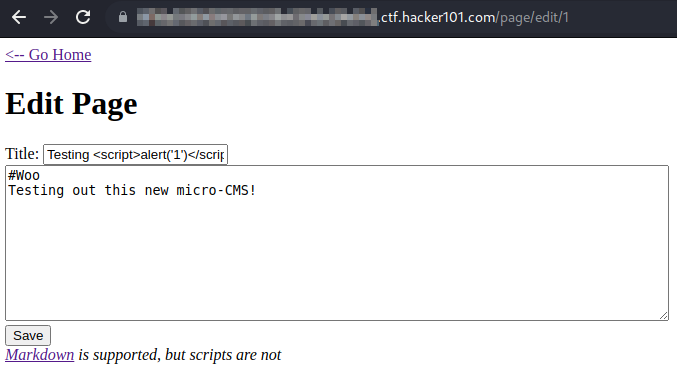 .ctf.hacker101.com/page/edit/1
<-- Go Home
Edit Page
Title: Testing <script>alert('1')</scrip
#Woo
Testing out this new micro-CMS!
Save
Markdown is supported, but scripts are not